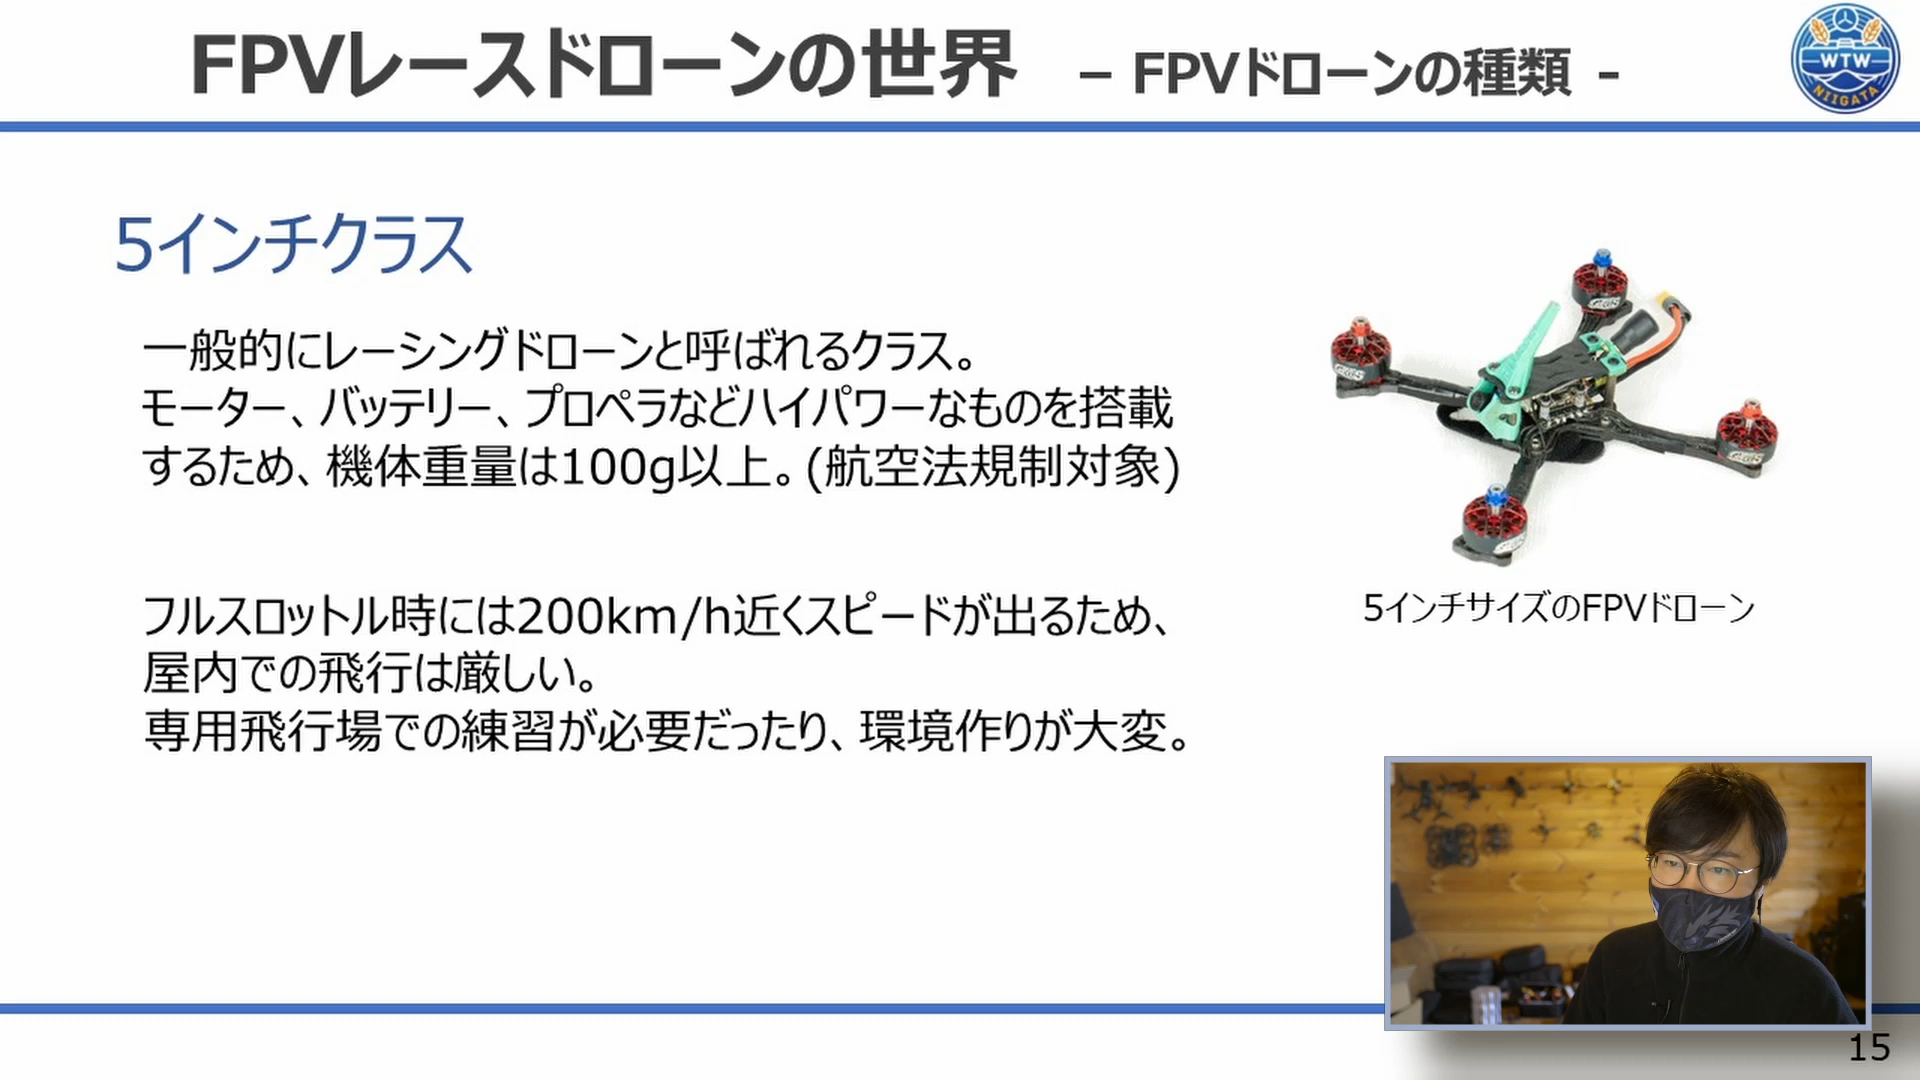 FPVレースドローンの世界 – FPVドローンの種類 -
WTW
NIIGATA
5インチクラス
一般的にレーシングドローンと呼ばれるクラス。
モーター、バッテリー、プロペラなどハイパワーなものを搭載
するため、機体重量は100g以上。(航空法規制対象)
フルスロットル時には200km/h近くスピードが出るため、
屋内での飛行は厳しい。
専用飛行場での練習が必要だったり、環境作りが大変。
5インチサイズのFPVドローン
15